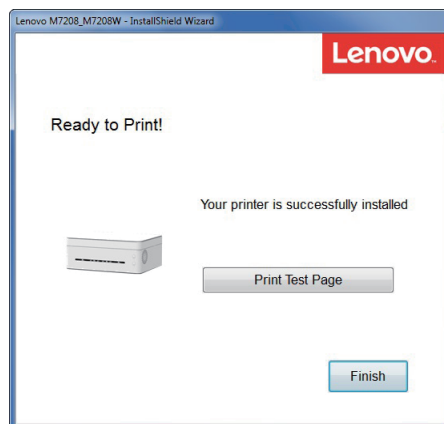 Lenovo M7208_M7208W - InstallShield Wizard
Lenovo.
Ready to Print!
Your printer is successfully installed
Print Test Page
Finish